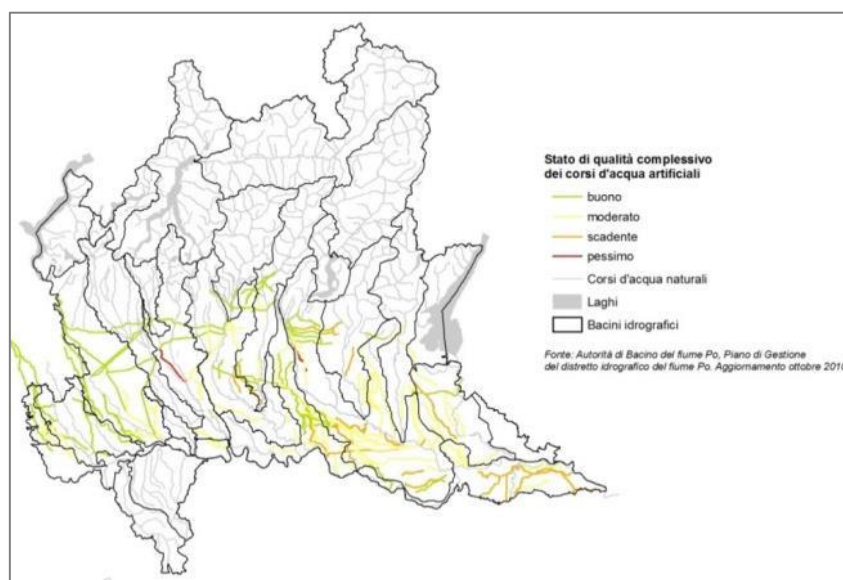 Stato di qualità complessivo
dei corsi d'acqua artificiali
buono
moderato
scadente
pessimo
Corsi d'acqua naturali
Laghi
Bacini idrografici
Fonte: Autorità di Bacino del fiume Po, Piano di Gestione
del distretto idrografico del fiume Po. Aggiornamento ottobre 2010